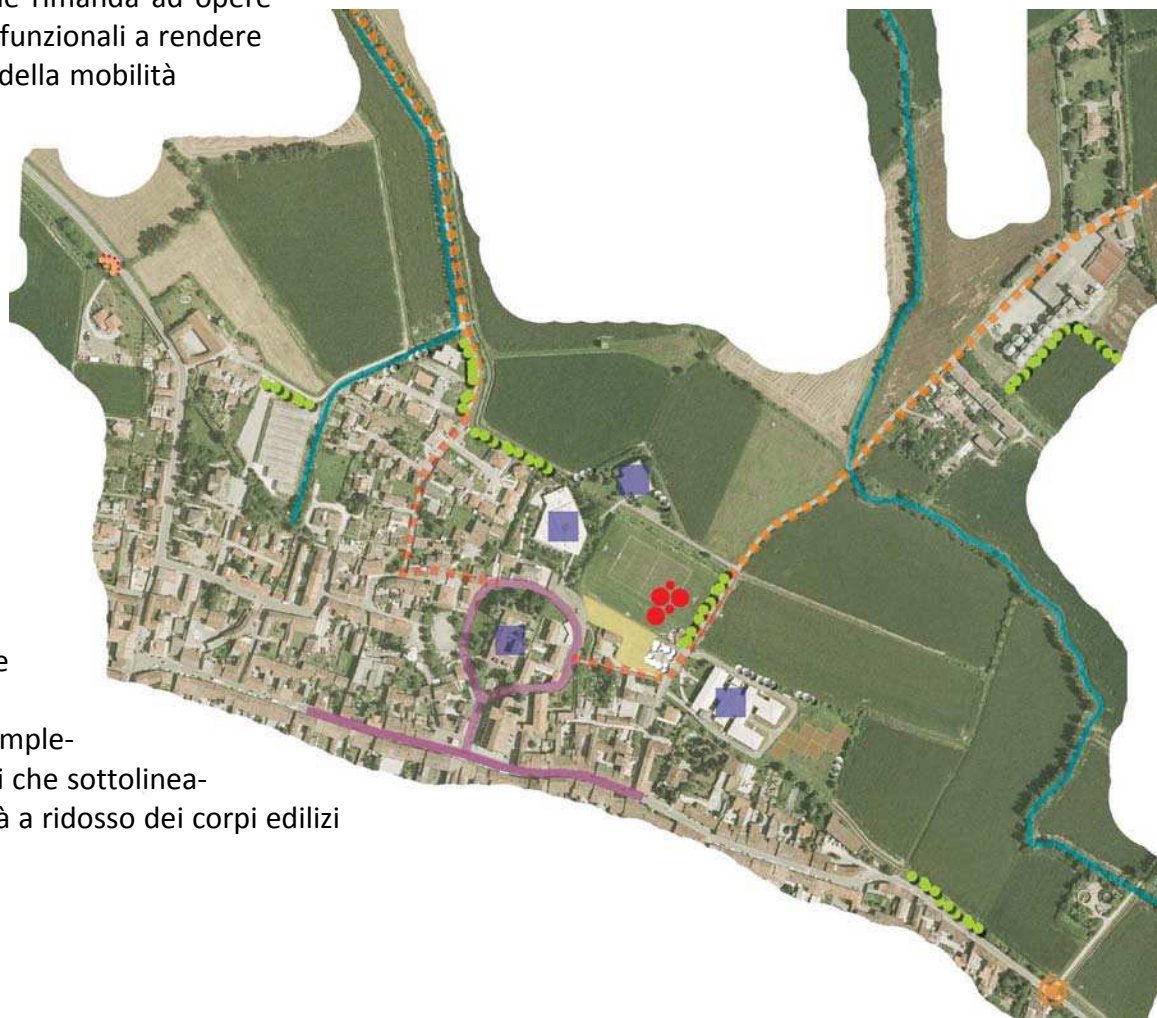 rimanda ad opere
funzionali a rendere
della mobilità
e
mple-
i che sottolinea-
à a ridosso dei corpi edilizi